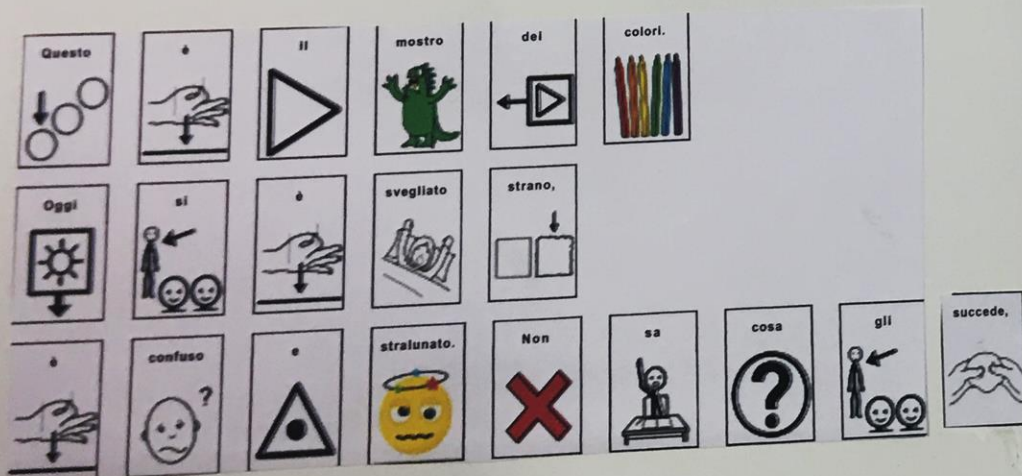 Questo è il mostro dei colori.
Oggi si è svegliato strano,
è confuso e stralunato. Non sa cosa gli succede,